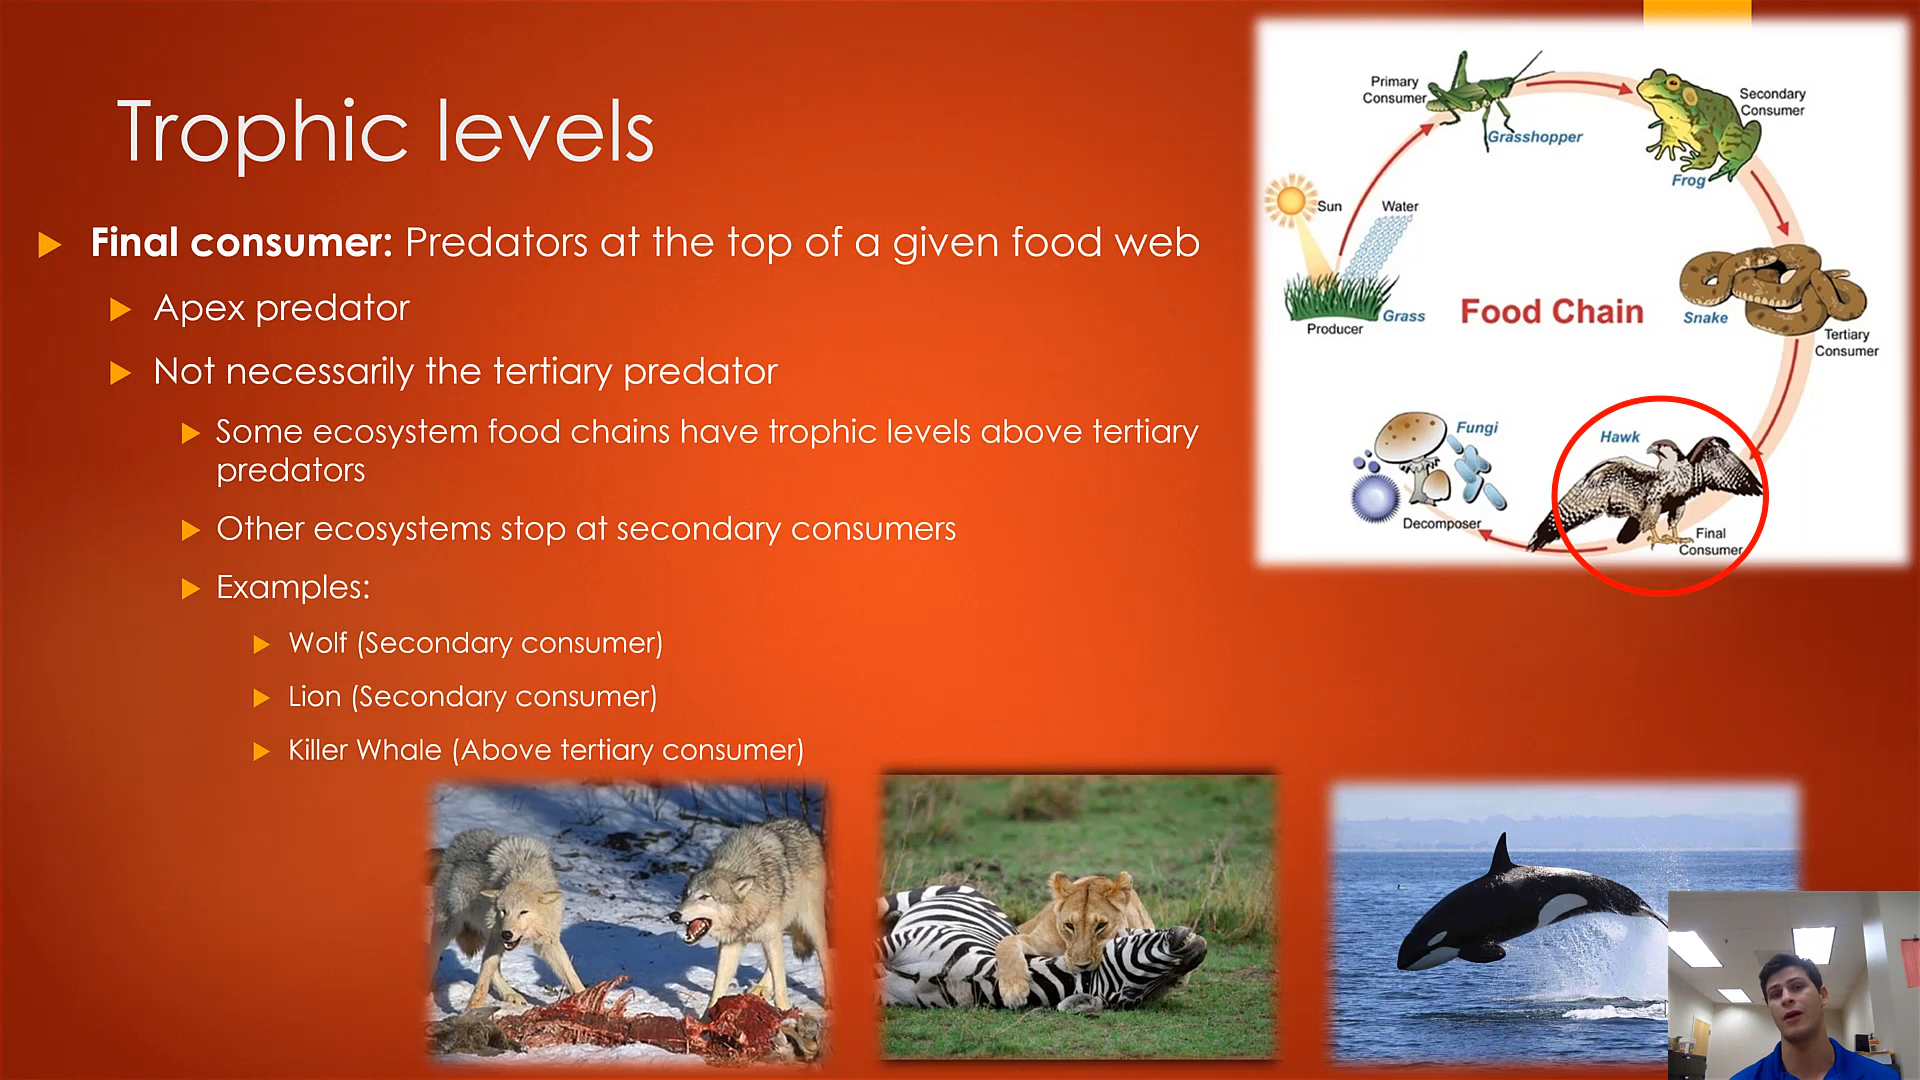 Trophic levels
Final consumer: Predators at the top of a given food web
Apex predator
Not necessarily the tertiary predator
Some ecosystem food chains have trophic levels above tertiary
predators
Other ecosystems stop at secondary consumers
Examples:
Wolf (Secondary consumer)
Lion (Secondary consumer)
Killer Whale (Above tertiary consumer)
Primary
Consumer
Grasshopper
Secondary
Consumer
Frog
Sun
Water
Grass
Producer
Food Chain
Snake
Tertiary
Consumer
Fungi
Decomposer
Hawk
Final
Consumer